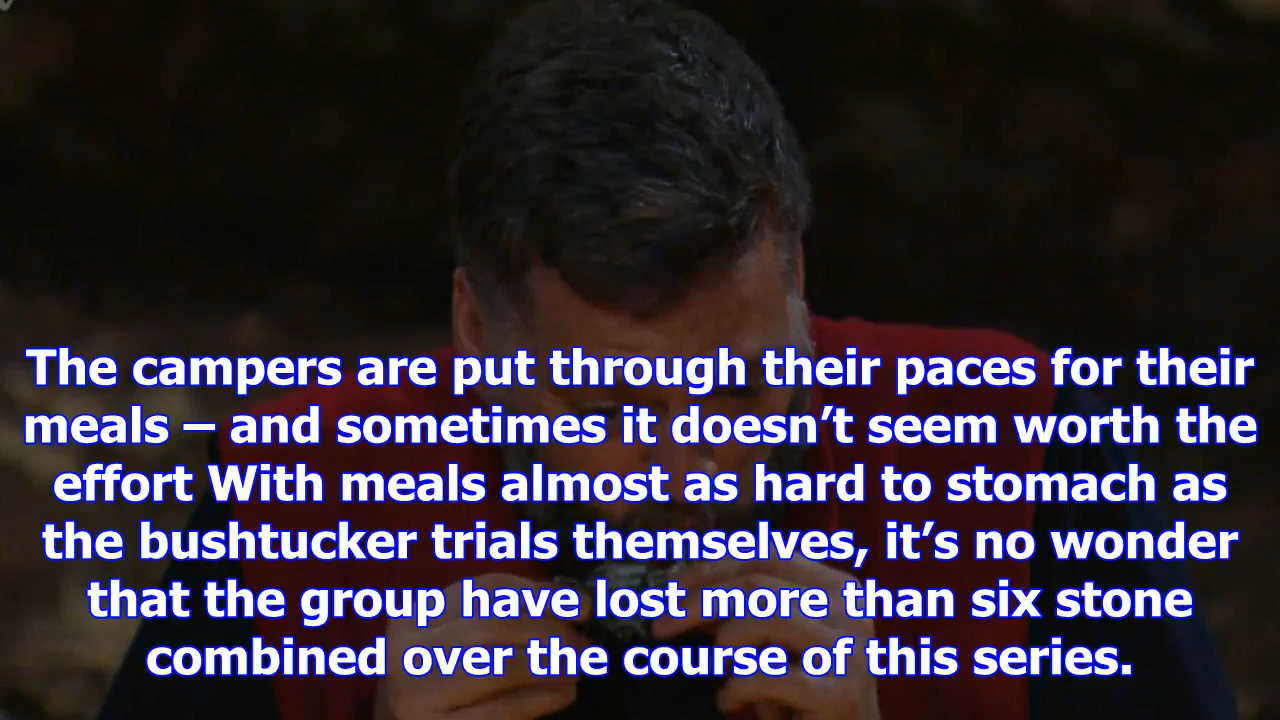 The campers are put through their paces for their
meals – and sometimes it doesn’t seem worth the
effort With meals almost as hard to stomach as
the bushtucker trials themselves, it’s no wonder
that the group have lost more than six stone
combined over the course of this series.